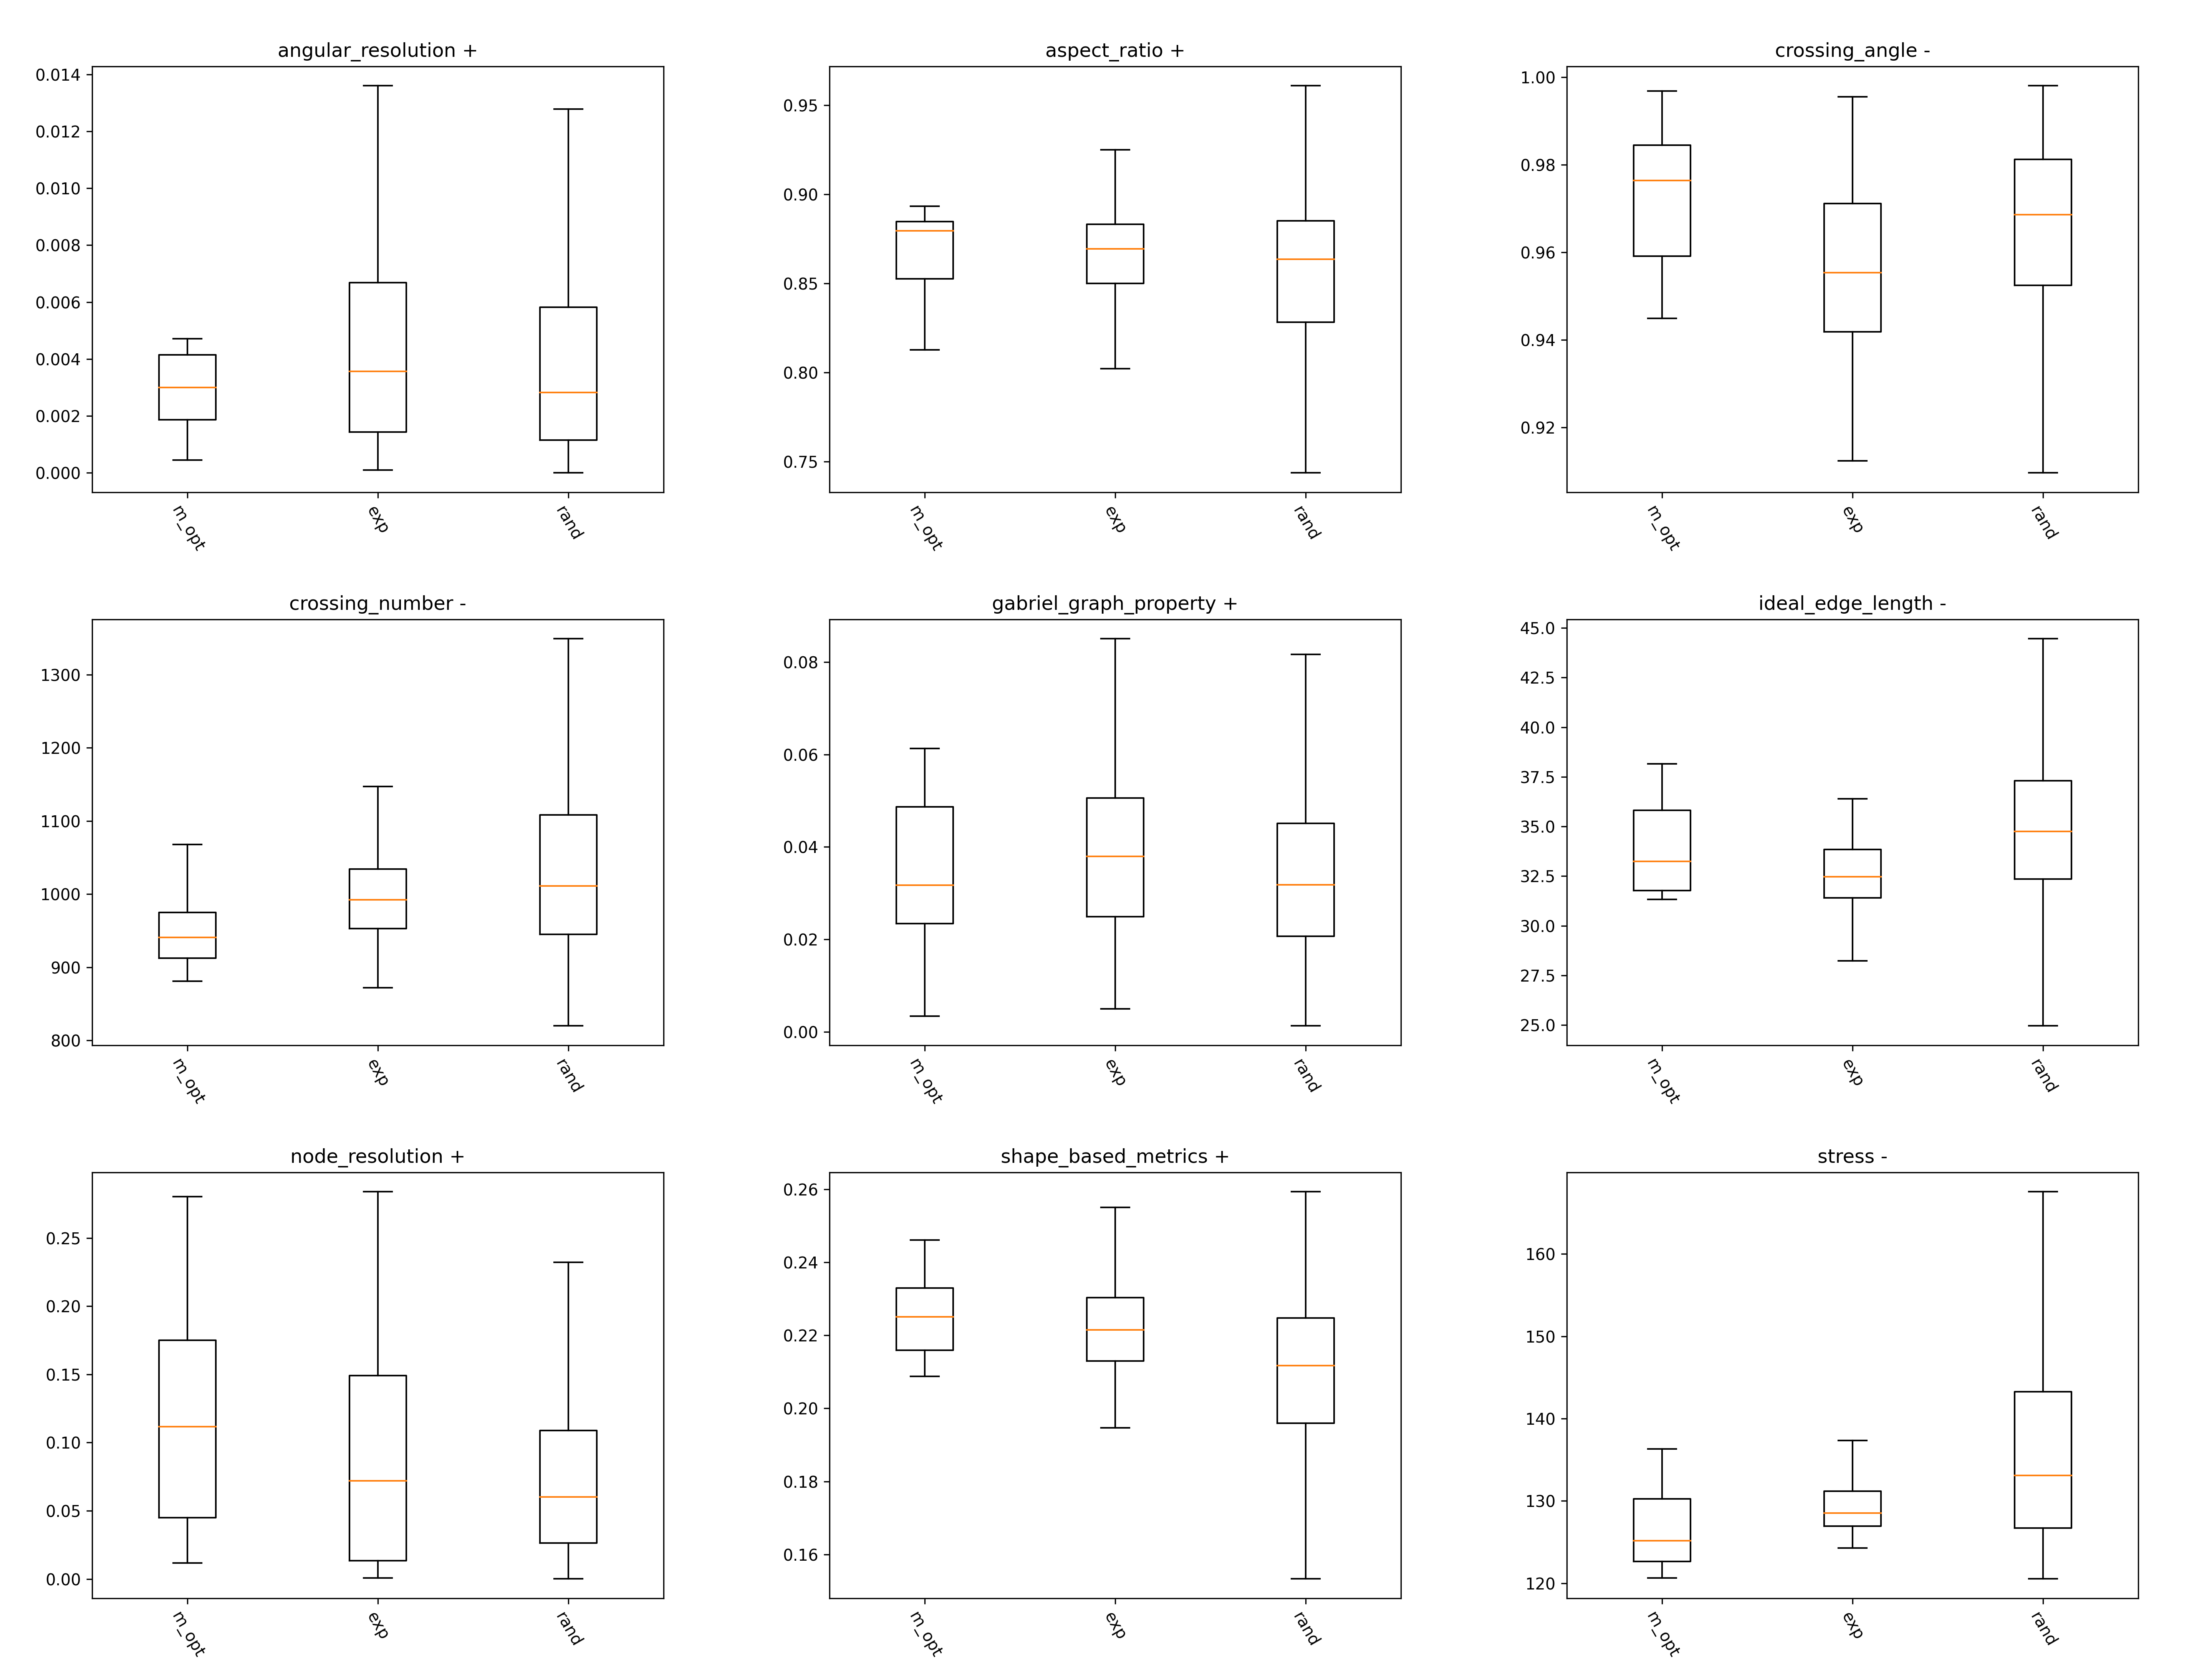 angular_resolution +
0.014
0.012
0.010
0.008
0.006
0.004
0.002
0.000
m_opt
exp
rand
aspect_ratio +
0.95
0.90
0.85
0.80
0.75
m_opt
exp
rand
crossing_angle -
1.00
0.98
0.96
0.94
0.92
m_opt
exp
rand
crossing_number -
1300
1200
1100
1000
900
800
m_opt
exp
rand
gabriel_graph_property +
0.08
0.06
0.04
0.02
0.00
m_opt
exp
rand
ideal_edge_length -
45.0
42.5
40.0
37.5
35.0
32.5
30.0
27.5
25.0
m_opt
exp
rand
node_resolution +
0.25
0.20
0.15
0.10
0.05
0.00
m_opt
exp
rand
shape_based_metrics +
0.26
0.24
0.22
0.20
0.18
0.16
m_opt
exp
rand
stress -
160
150
140
130
120
m_opt
exp
rand